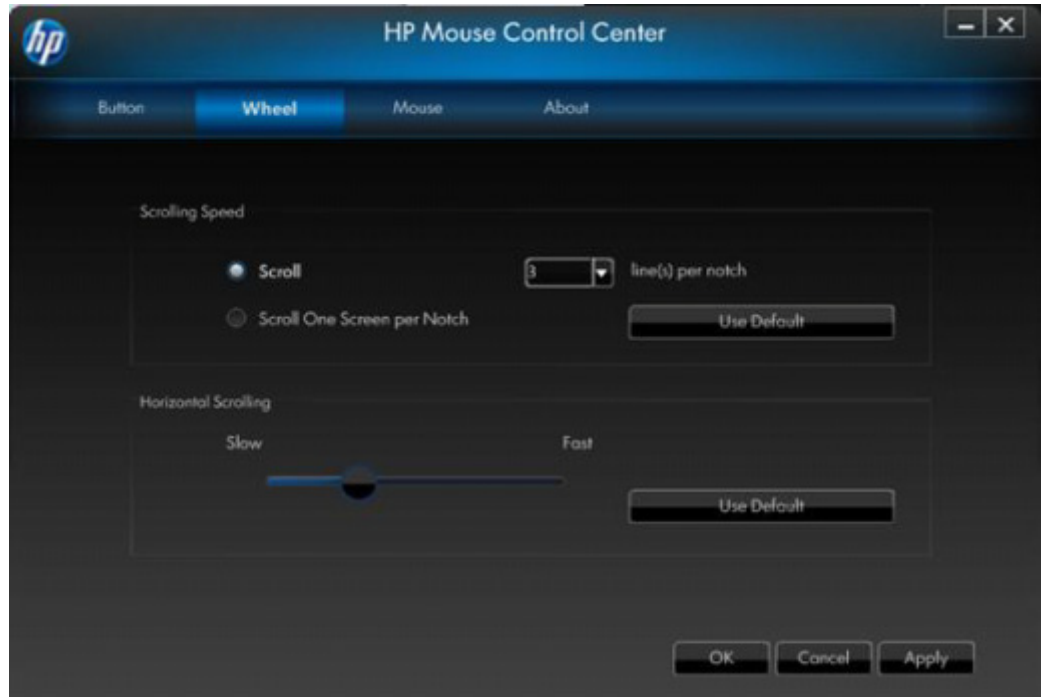 hp
HP Mouse Control Center
Button Wheel Mouse About
Scrolling Speed
Scroll 3 line(s) per notch
Scroll One Screen per Notch Use Default
Horizontal Scrolling
Slow Fast
Use Default
OK Cancel Apply